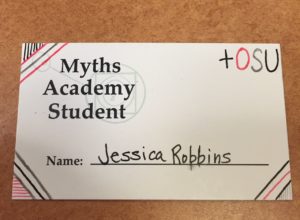 +OSU
Myths
Academy
Student
Name: Jessica Robbins